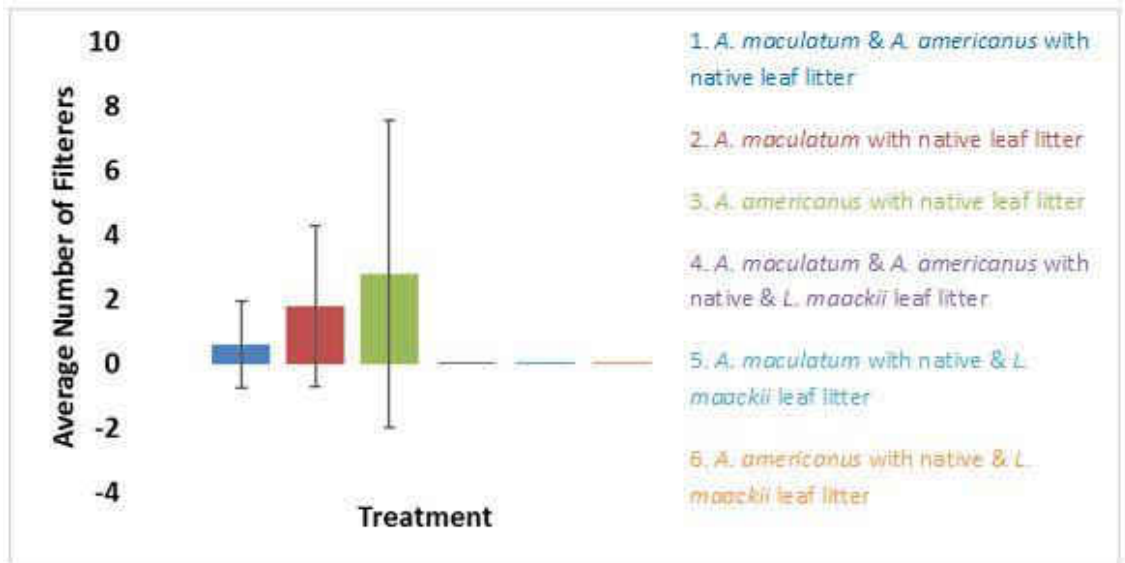 10
8
6
4
2
0
-2
-4
Average Number of Filterers
Treatment
1. A. maculatum & A. americanus with
native leaf litter
2. A. maculatum with native leaf litter
3. A. americanus with native leaf litter
4. A. maculatum & A. americanus with
native & L. maackii leaf litter
5. A. maculatum with native & L.
maackii leaf litter
6. A. americanus with native & L.
maackii leaf litter